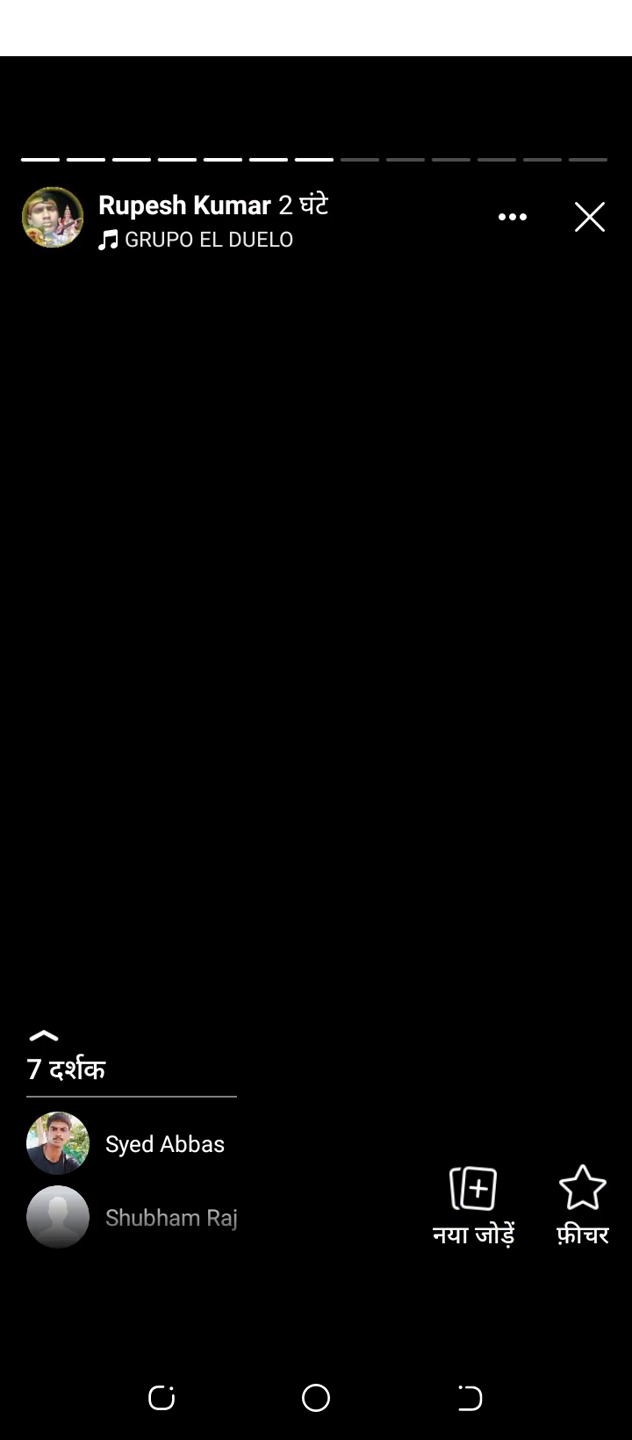 Rupesh Kumar 2 घंटे
GRUPO EL DUELO
7 दर्शक
Syed Abbas
Shubham Raj
नया जोड़ें
फ़ीचर